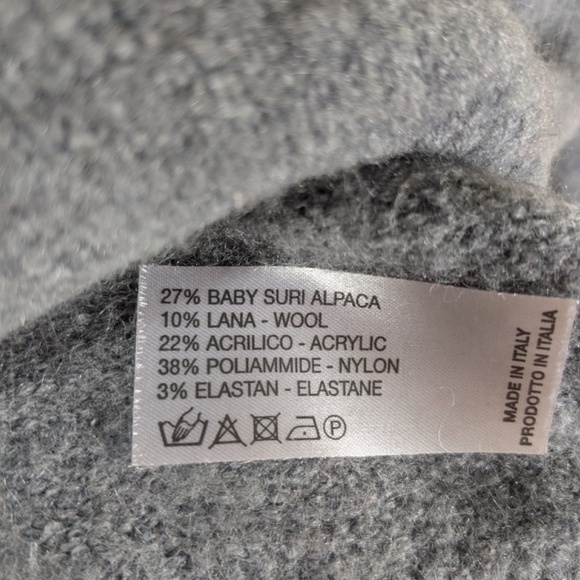 27% BABY SURI ALPACA
10% LANA - WOOL
22% ACRILICO - ACRYLIC
38% POLIAMMIDE - NYLON
3% ELASTAN - ELASTANE
P
MADE IN ITALY
PRODOTTO IN ITALIA